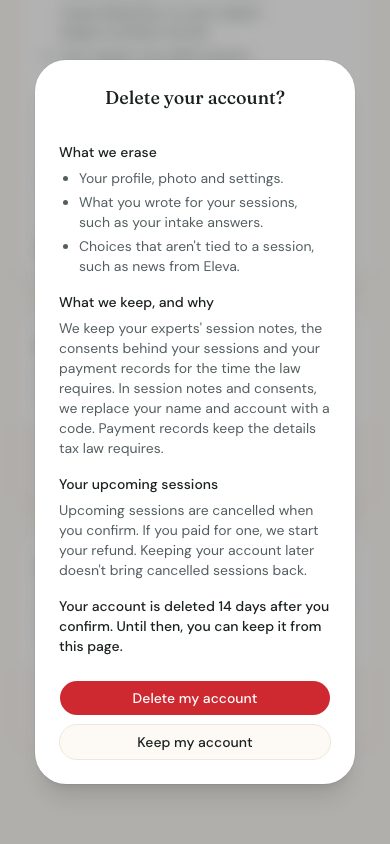 Delete your account?
What we erase
Your profile, photo and settings.
What you wrote for your sessions,
such as your intake answers.
Choices that aren't tied to a session,
such as news from Eleva.
What we keep, and why
We keep your experts' session notes, the
consents behind your sessions and your
payment records for the time the law
requires. In session notes and consents,
we replace your name and account with a
code. Payment records keep the details
tax law requires.
Your upcoming sessions
Upcoming sessions are cancelled when
you confirm. If you paid for one, we start
your refund. Keeping your account later
doesn't bring cancelled sessions back.
Your account is deleted 14 days after you
confirm. Until then, you can keep it from
this page.
Delete my account
Keep my account